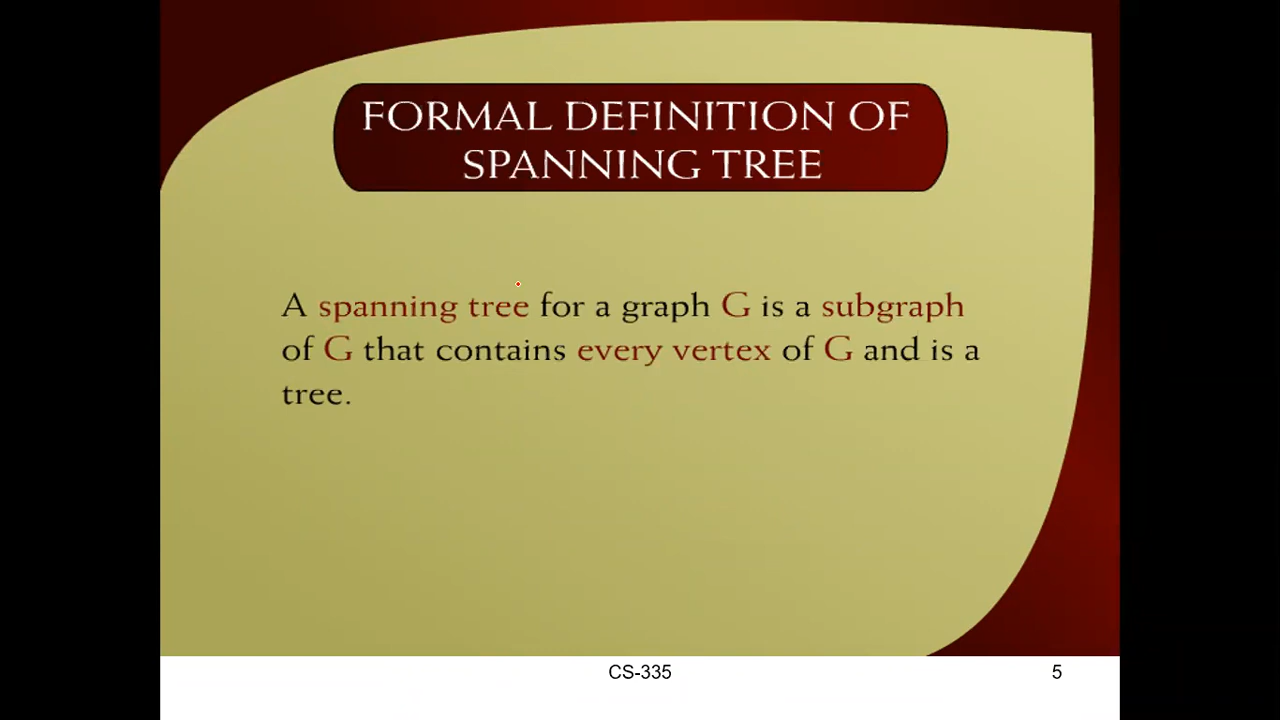 FORMAL DEFINITION OF
SPANNING TREE
A spanning tree for a graph G is a subgraph
of G that contains every vertex of G and is a
tree.
CS-335
5